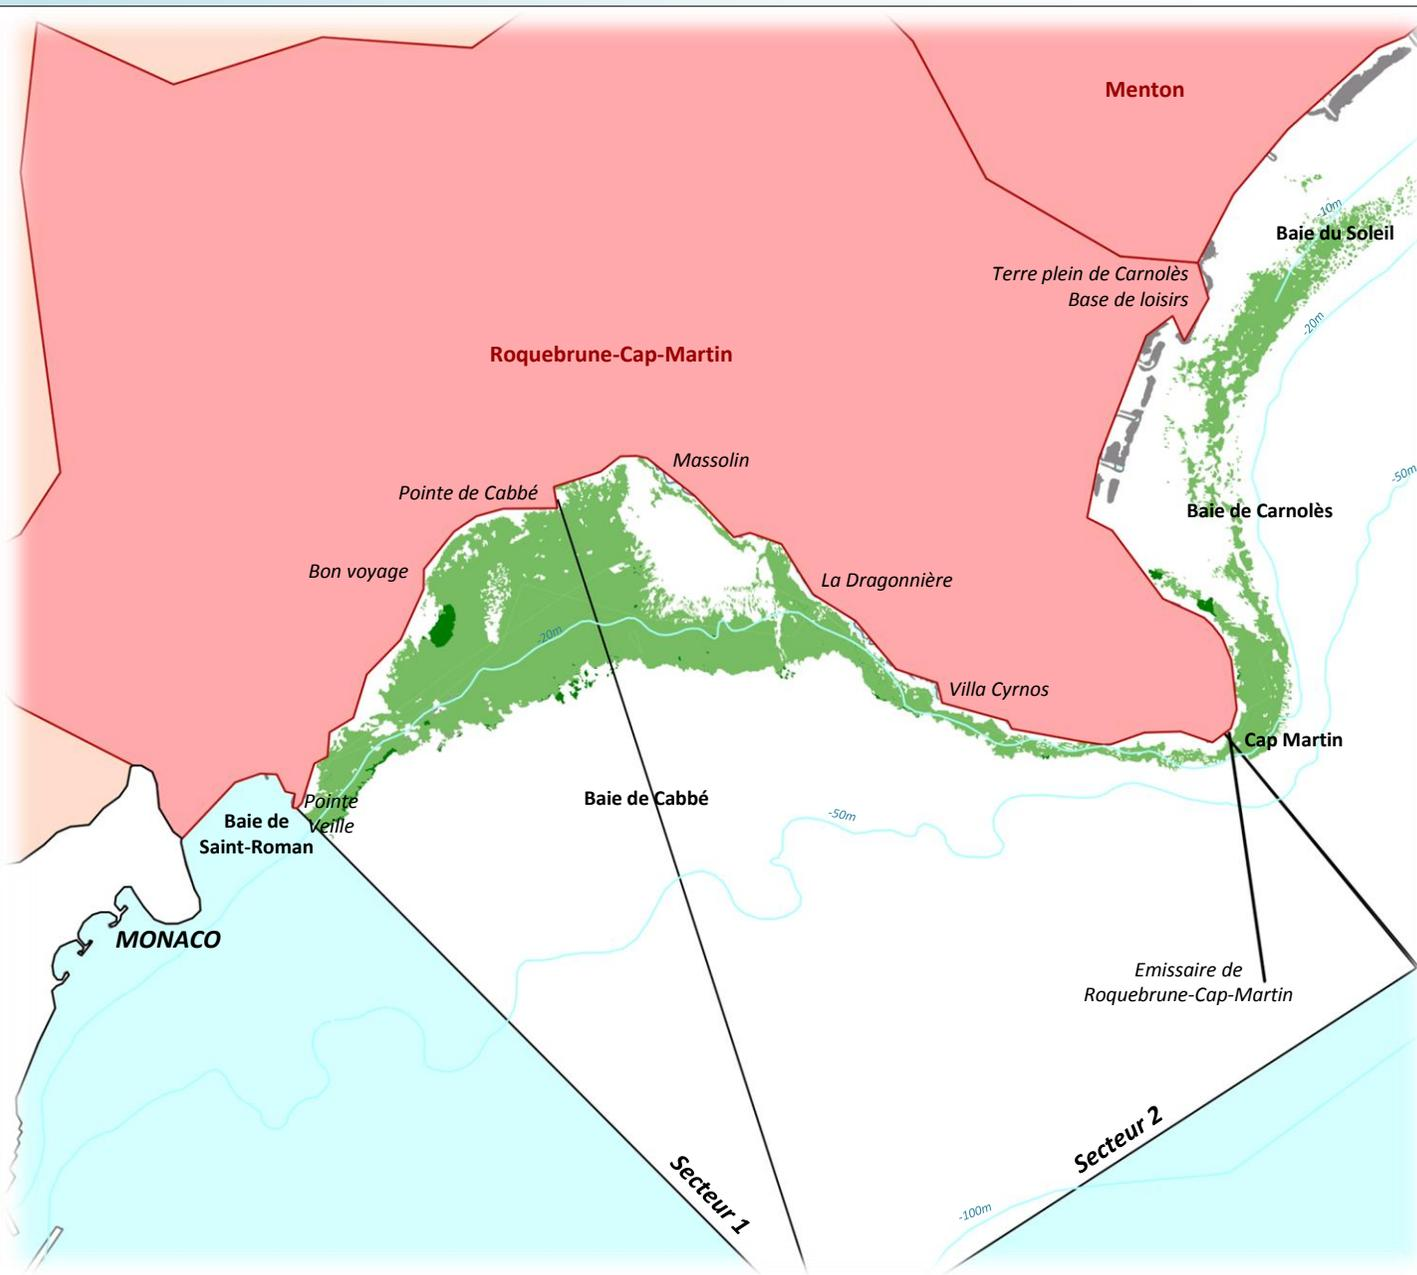 Menton
-10m
Baie du Soleil
Terre plein de Carnolès
Base de loisirs
-20m
Roquebrune-Cap-Martin
Massolin
-50m
Pointe de Cabbé
Baie de Carnolès
Bon voyage
La Dragonnière
-20m
Villa Cyrnos
Cap Martin
Pointe
Veille
Baie de Cabbé
Baie de
Saint-Roman
-50m
MONACO
Emissaire de
Roquebrune-Cap-Martin
Secteur 1
Secteur 2
-100m